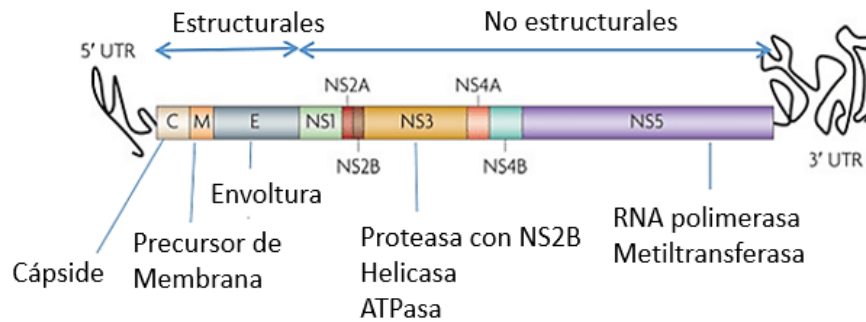 Estructurales
No estructurales
5' UTR
NS2A
NS4A
C
M
E
NS1
NS3
NS5
NS2B
NS4B
3' UTR
Envoltura
Cápside
Precursor de
Membrana
Proteasa con NS2B
Helicasa
ATPasa
RNA polimerasa
Metiltransferasa